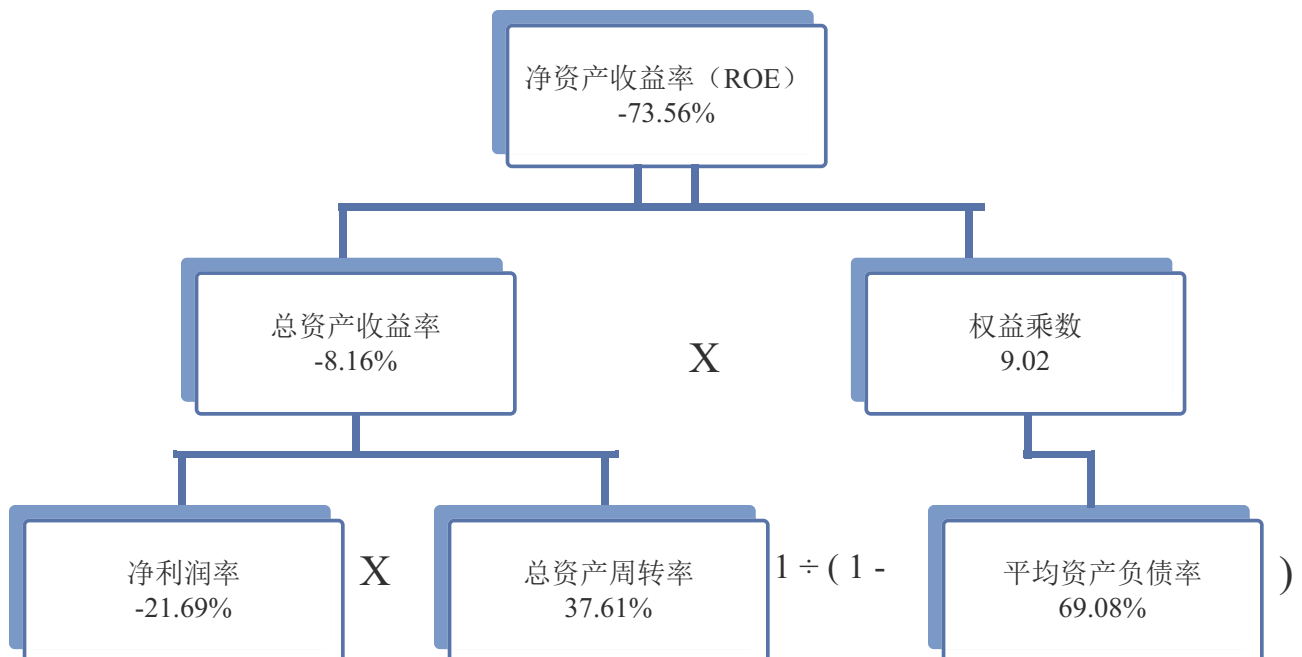 净资产收益率（ROE）
-73.56%
总资产收益率
-8.16%
X
权益乘数
9.02
净利润率
-21.69%
X
总资产周转率
37.61%
1 ÷ ( 1 -
平均资产负债率
69.08%
)